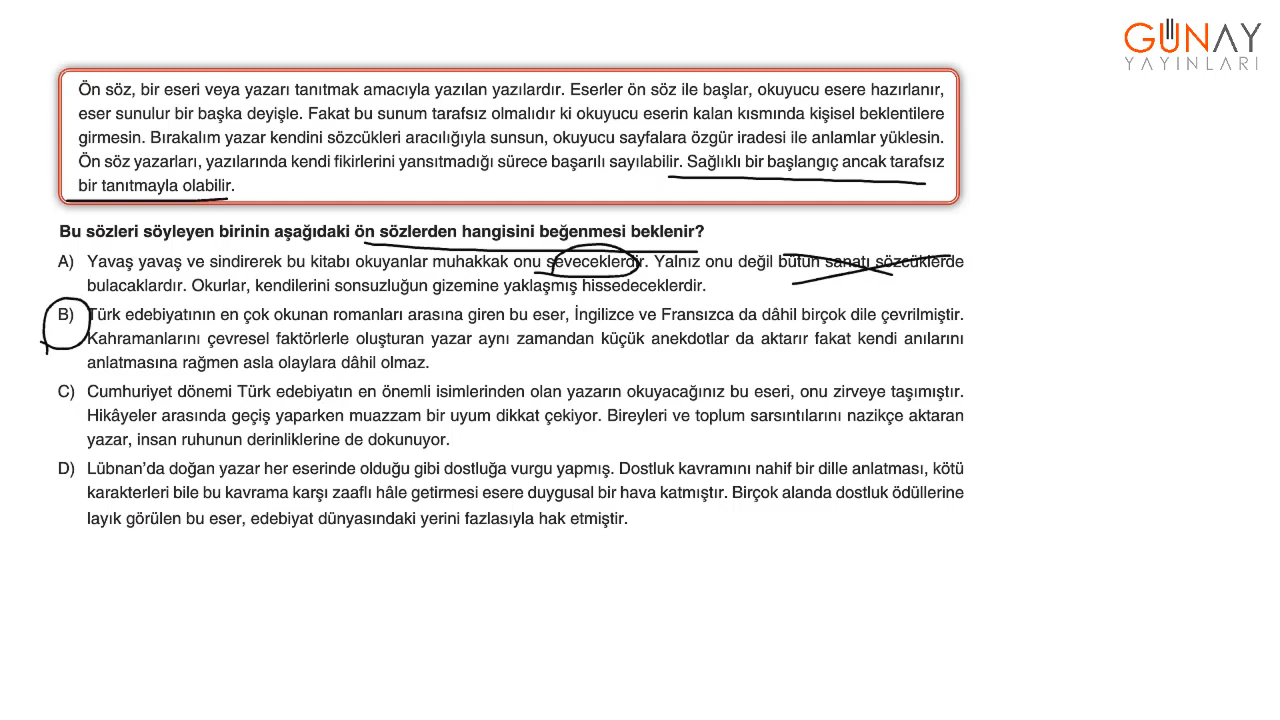 GÜNAY
YAYINLARI
Ön söz, bir eseri veya yazarı tanıtmak amacıyla yazılan yazılardır. Eserler ön söz ile başlar, okuyucu esere hazırlanır,
eser sunulur bir başka deyişle. Fakat bu sunum tarafsız olmalıdır ki okuyucu eserin kalan kısmında kişisel beklentilere
girmesin. Bırakalım yazar kendini sözcükleri aracılığıyla sunsun, okuyucu sayfalara özgür iradesi ile anlamlar yüklesin.
Ön söz yazarları, yazılarında kendi fikirlerini yansıtmadığı sürece başarılı sayılabilir. Sağlıklı bir başlangıç ancak tarafsız
bir tanıtmayla olabilir.
Bu sözleri söyleyen birinin aşağıdaki ön sözlerden hangisini beğenmesi beklenir?
A) Yavaş yavaş ve sindirerek bu kitabı okuyanlar muhakkak onu seveceklerdir. Yalnız onu değil bütün sanatı sözcüklerde
bulacaklardır. Okurlar, kendilerini sonsuzluğun gizemine yaklaşmış hissedeceklerdir.
B) Türk edebiyatının en çok okunan romanları arasına giren bu eser, İngilizce ve Fransızca da dâhil birçok dile çevrilmiştir.
Kahramanlarını çevresel faktörlerle oluşturan yazar aynı zamandan küçük anekdotlar da aktarır fakat kendi anılarını
anlatmasına rağmen asla olaylara dâhil olmaz.
C) Cumhuriyet dönemi Türk edebiyatın en önemli isimlerinden olan yazarın okuyacağınız bu eseri, onu zirveye taşımıştır.
Hikâyeler arasında geçiş yaparken muazzam bir uyum dikkat çekiyor. Bireyleri ve toplum sarsıntılarını nazikçe aktaran
yazar, insan ruhunun derinliklerine de dokunuyor.
D) Lübnan’da doğan yazar her eserinde olduğu gibi dostluğa vurgu yapmış. Dostluk kavramını nahif bir dille anlatması, kötü
karakterleri bile bu kavrama karşı zaaflı hâle getirmesi esere duygusal bir hava katmıştır. Birçok alanda dostluk ödüllerine
layık görülen bu eser, edebiyat dünyasındaki yerini fazlasıyla hak etmiştir.